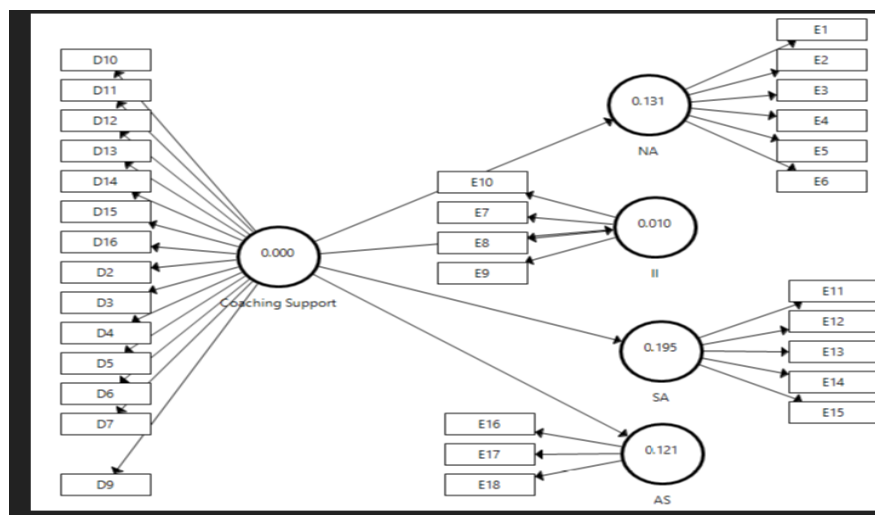 D10
D11
D12
D13
D14
D15
D16
D2
D3
D4
D5
D6
D7
D9
0.000
Coaching Support
E10
E7
E8
E9
E16
E17
E18
0.131
NA
0.010
II
0.195
SA
0.121
AS
E1
E2
E3
E4
E5
E6
E11
E12
E13
E14
E15